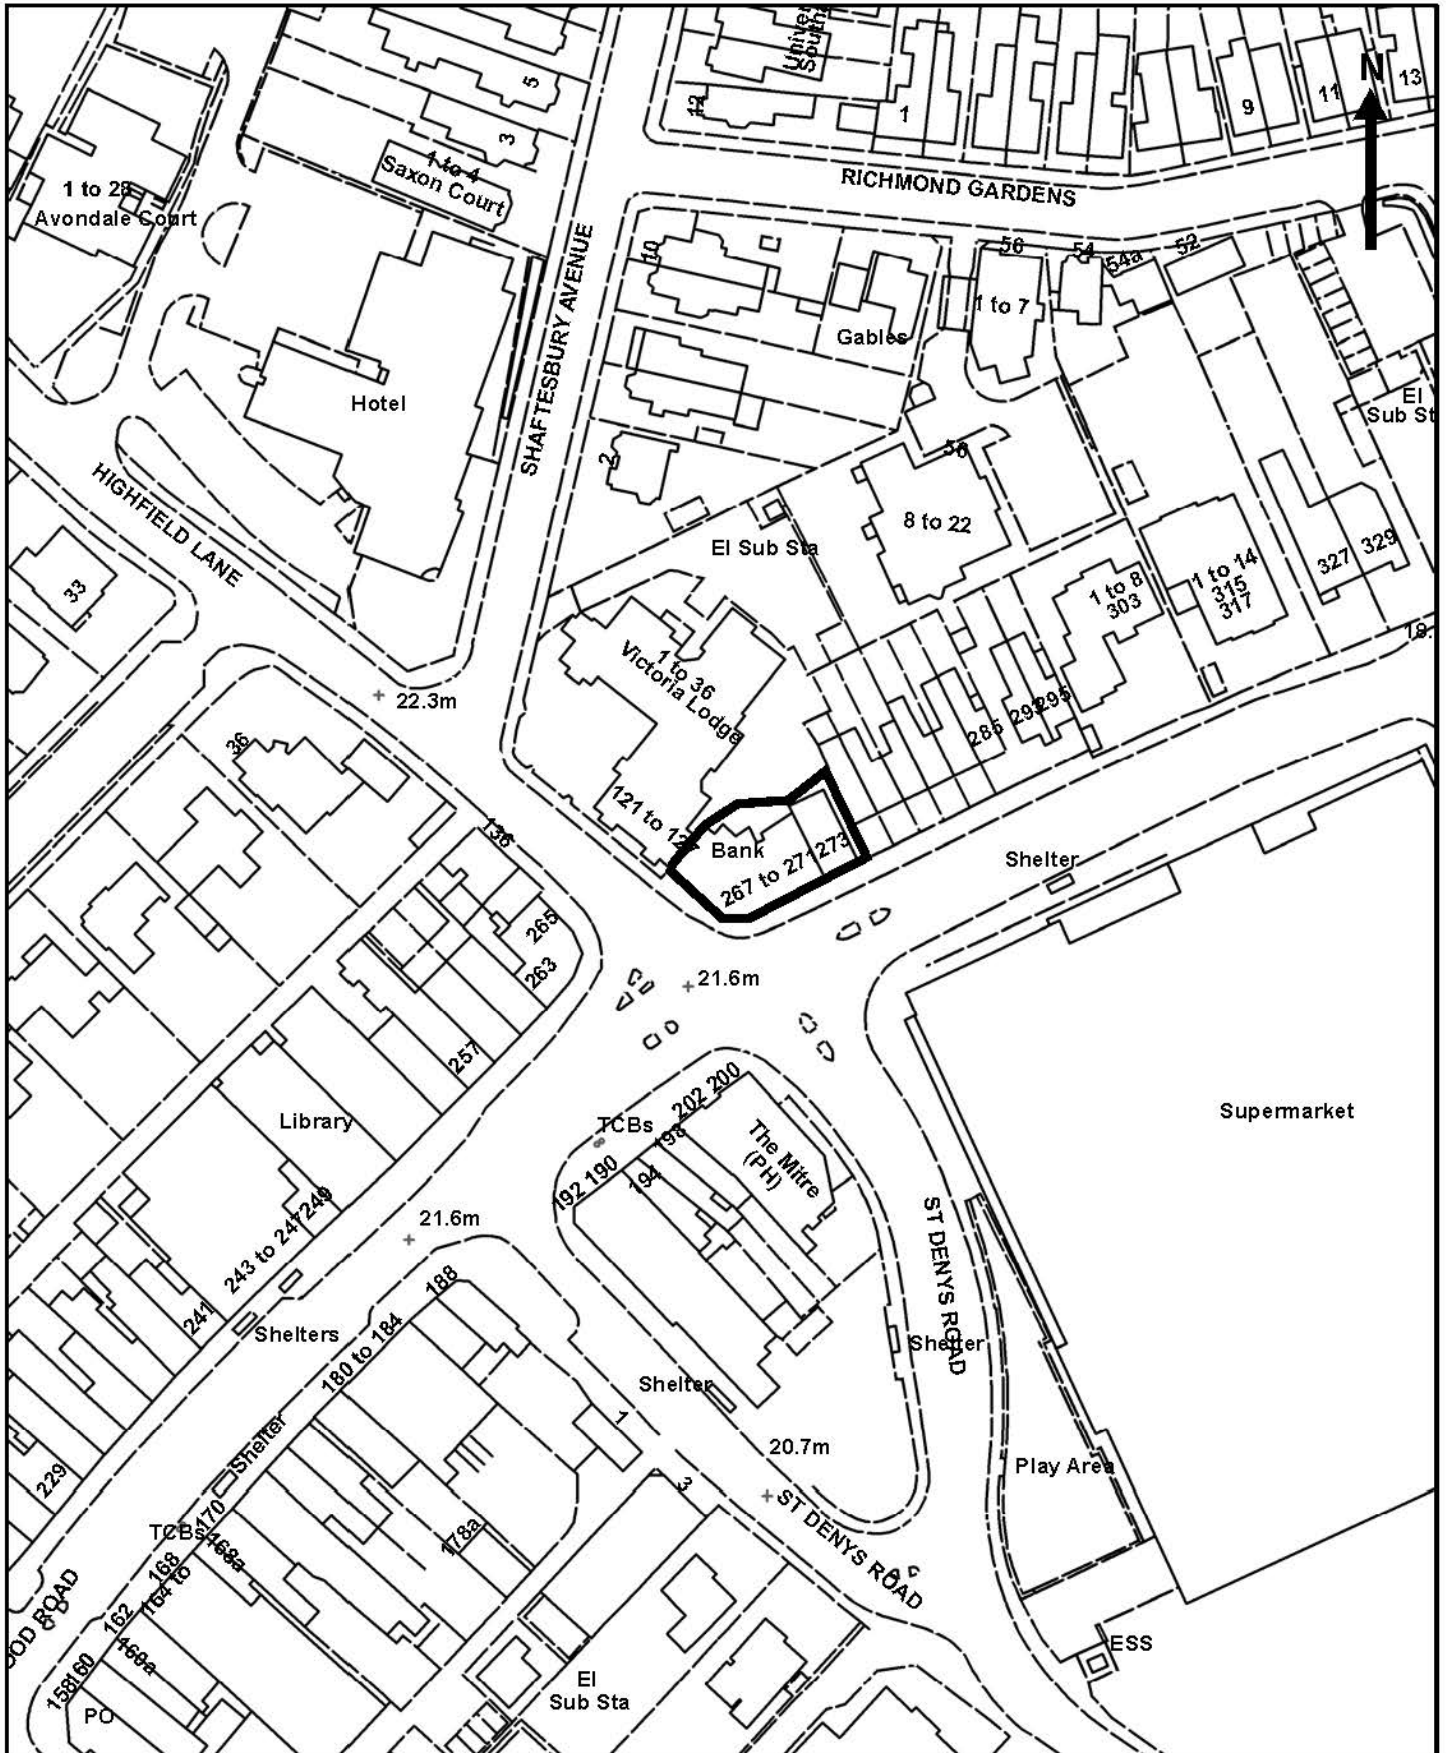 5
3
1 to 4
Saxon Court
1 to 28
Avondale Court
N
1
9
11
13
RICHMOND GARDENS
10
56
54
54a
52
1 to 7
Gables
Hotel
SHAFTESBURY AVENUE
HIGHFIELD LANE
El
Sub St
2
58
8 to 22
El Sub Sta
33
1 to 8
303
1 to 14
315
317
327
329
18.
1 to 36
Victoria Lodge
22.3m
285
293
295
36
121 to 127
136
Bank
267 to 271
273
Shelter
265
263
257
21.6m
Library
TCBs
202 200
198
194
192 190
The Mitre
(PH)
Supermarket
ST DENYS ROAD
249
243 to 247
241
21.6m
188
180 to 184
Shelters
Shelter
Shelter
Shelter
1
3
20.7m
Play Area
229
TCBs
170
168a
168
164 to
162
160a
160
158
PO
178a
OOD ROAD
ST DENYS ROAD
El
Sub Sta
ESS